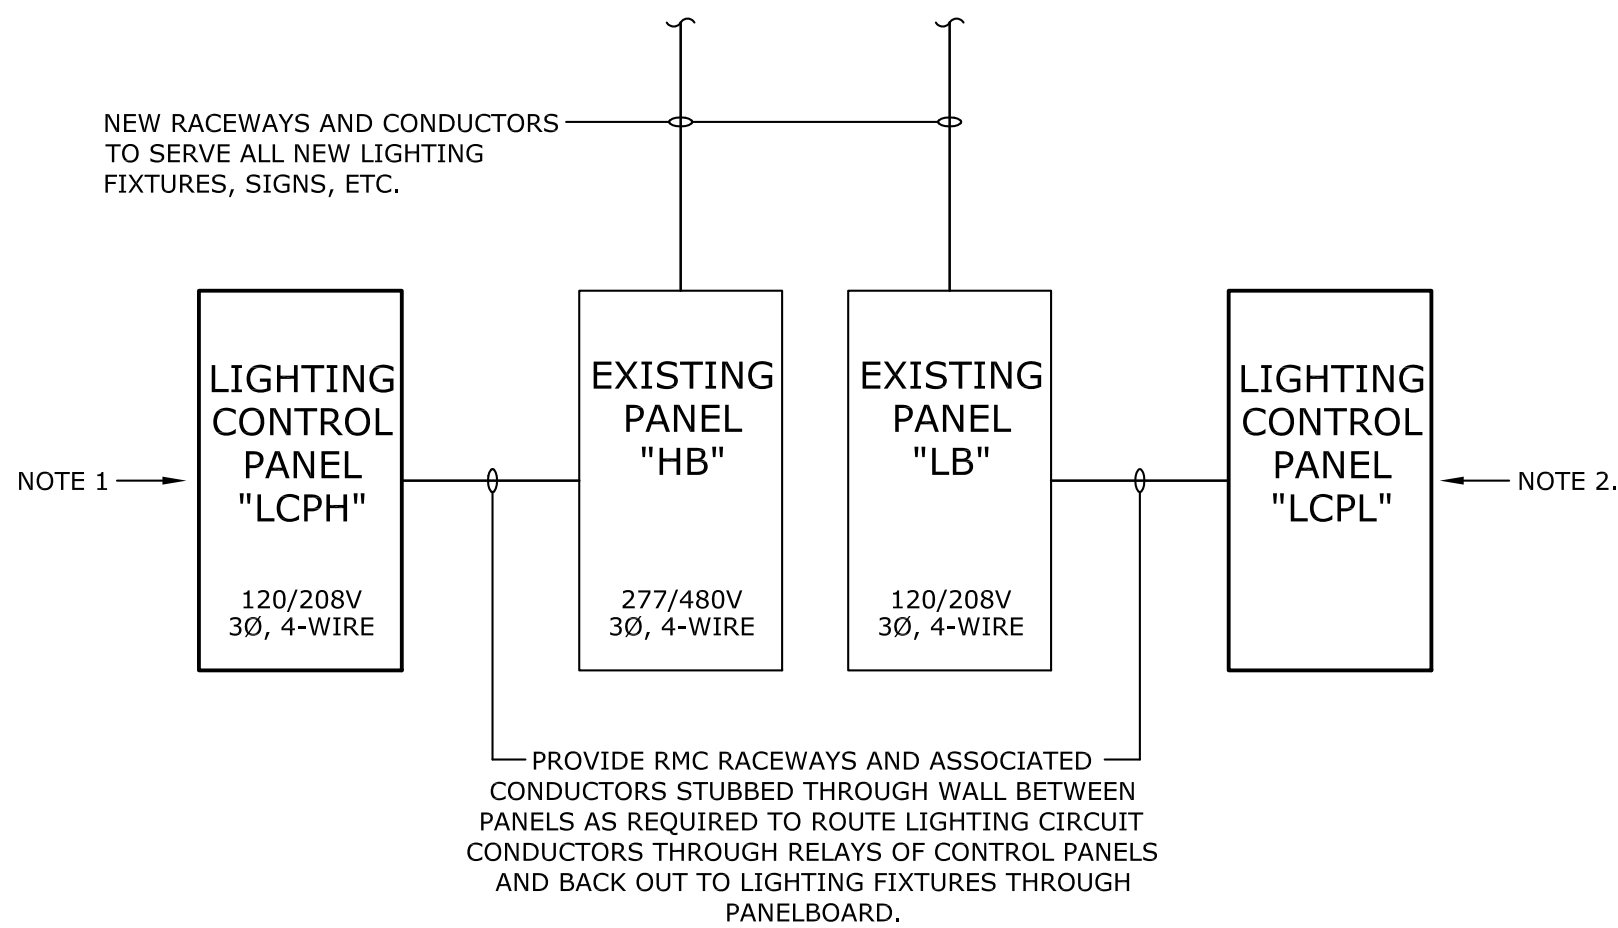 NEW RACEWAYS AND CONDUCTORS
TO SERVE ALL NEW LIGHTING
FIXTURES, SIGNS, ETC.
NOTE 1
LIGHTING
CONTROL
PANEL
"LCPH"
120/208V
3Ø, 4-WIRE
EXISTING
PANEL
"HB"
277/480V
3Ø, 4-WIRE
EXISTING
PANEL
"LB"
120/208V
3Ø, 4-WIRE
LIGHTING
CONTROL
PANEL
"LCPL"
NOTE 2.
PROVIDE RMC RACEWAYS AND ASSOCIATED
CONDUCTORS STUBBED THROUGH WALL BETWEEN
PANELS AS REQUIRED TO ROUTE LIGHTING CIRCUIT
CONDUCTORS THROUGH RELAYS OF CONTROL PANELS
AND BACK OUT TO LIGHTING FIXTURES THROUGH
PANELBOARD.